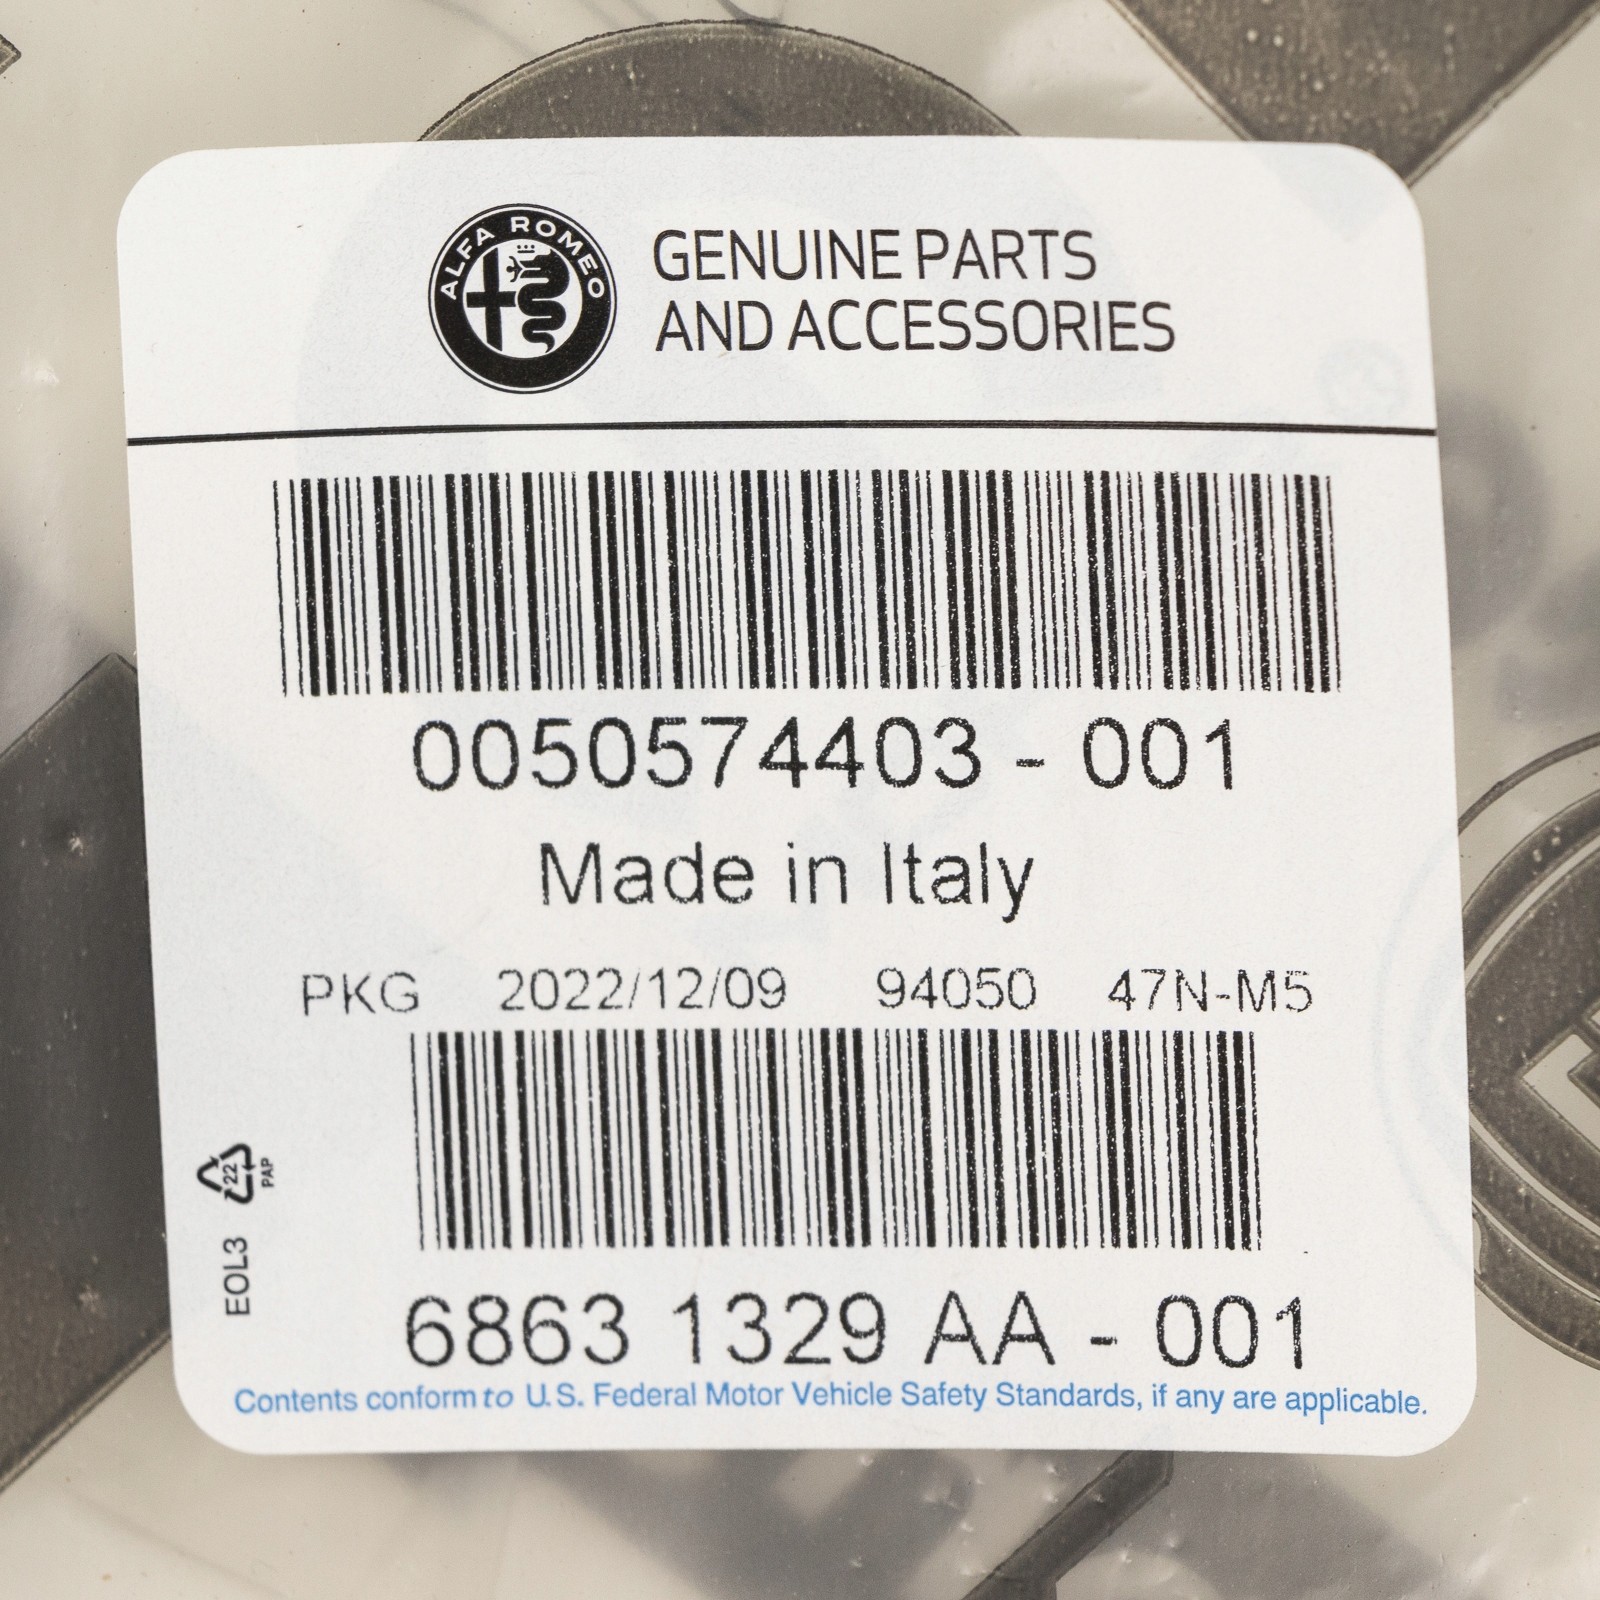 ALFA ROMEO
GENUINE PARTS
AND ACCESSORIES
0050574403 - 001
Made in Italy
PKG 2022/12/09 94050 47N-M5
22
PAP
EOL3
6863 1329 AA - 001
Contents conform to U.S. Federal Motor Vehicle Safety Standards, if any are applicable.